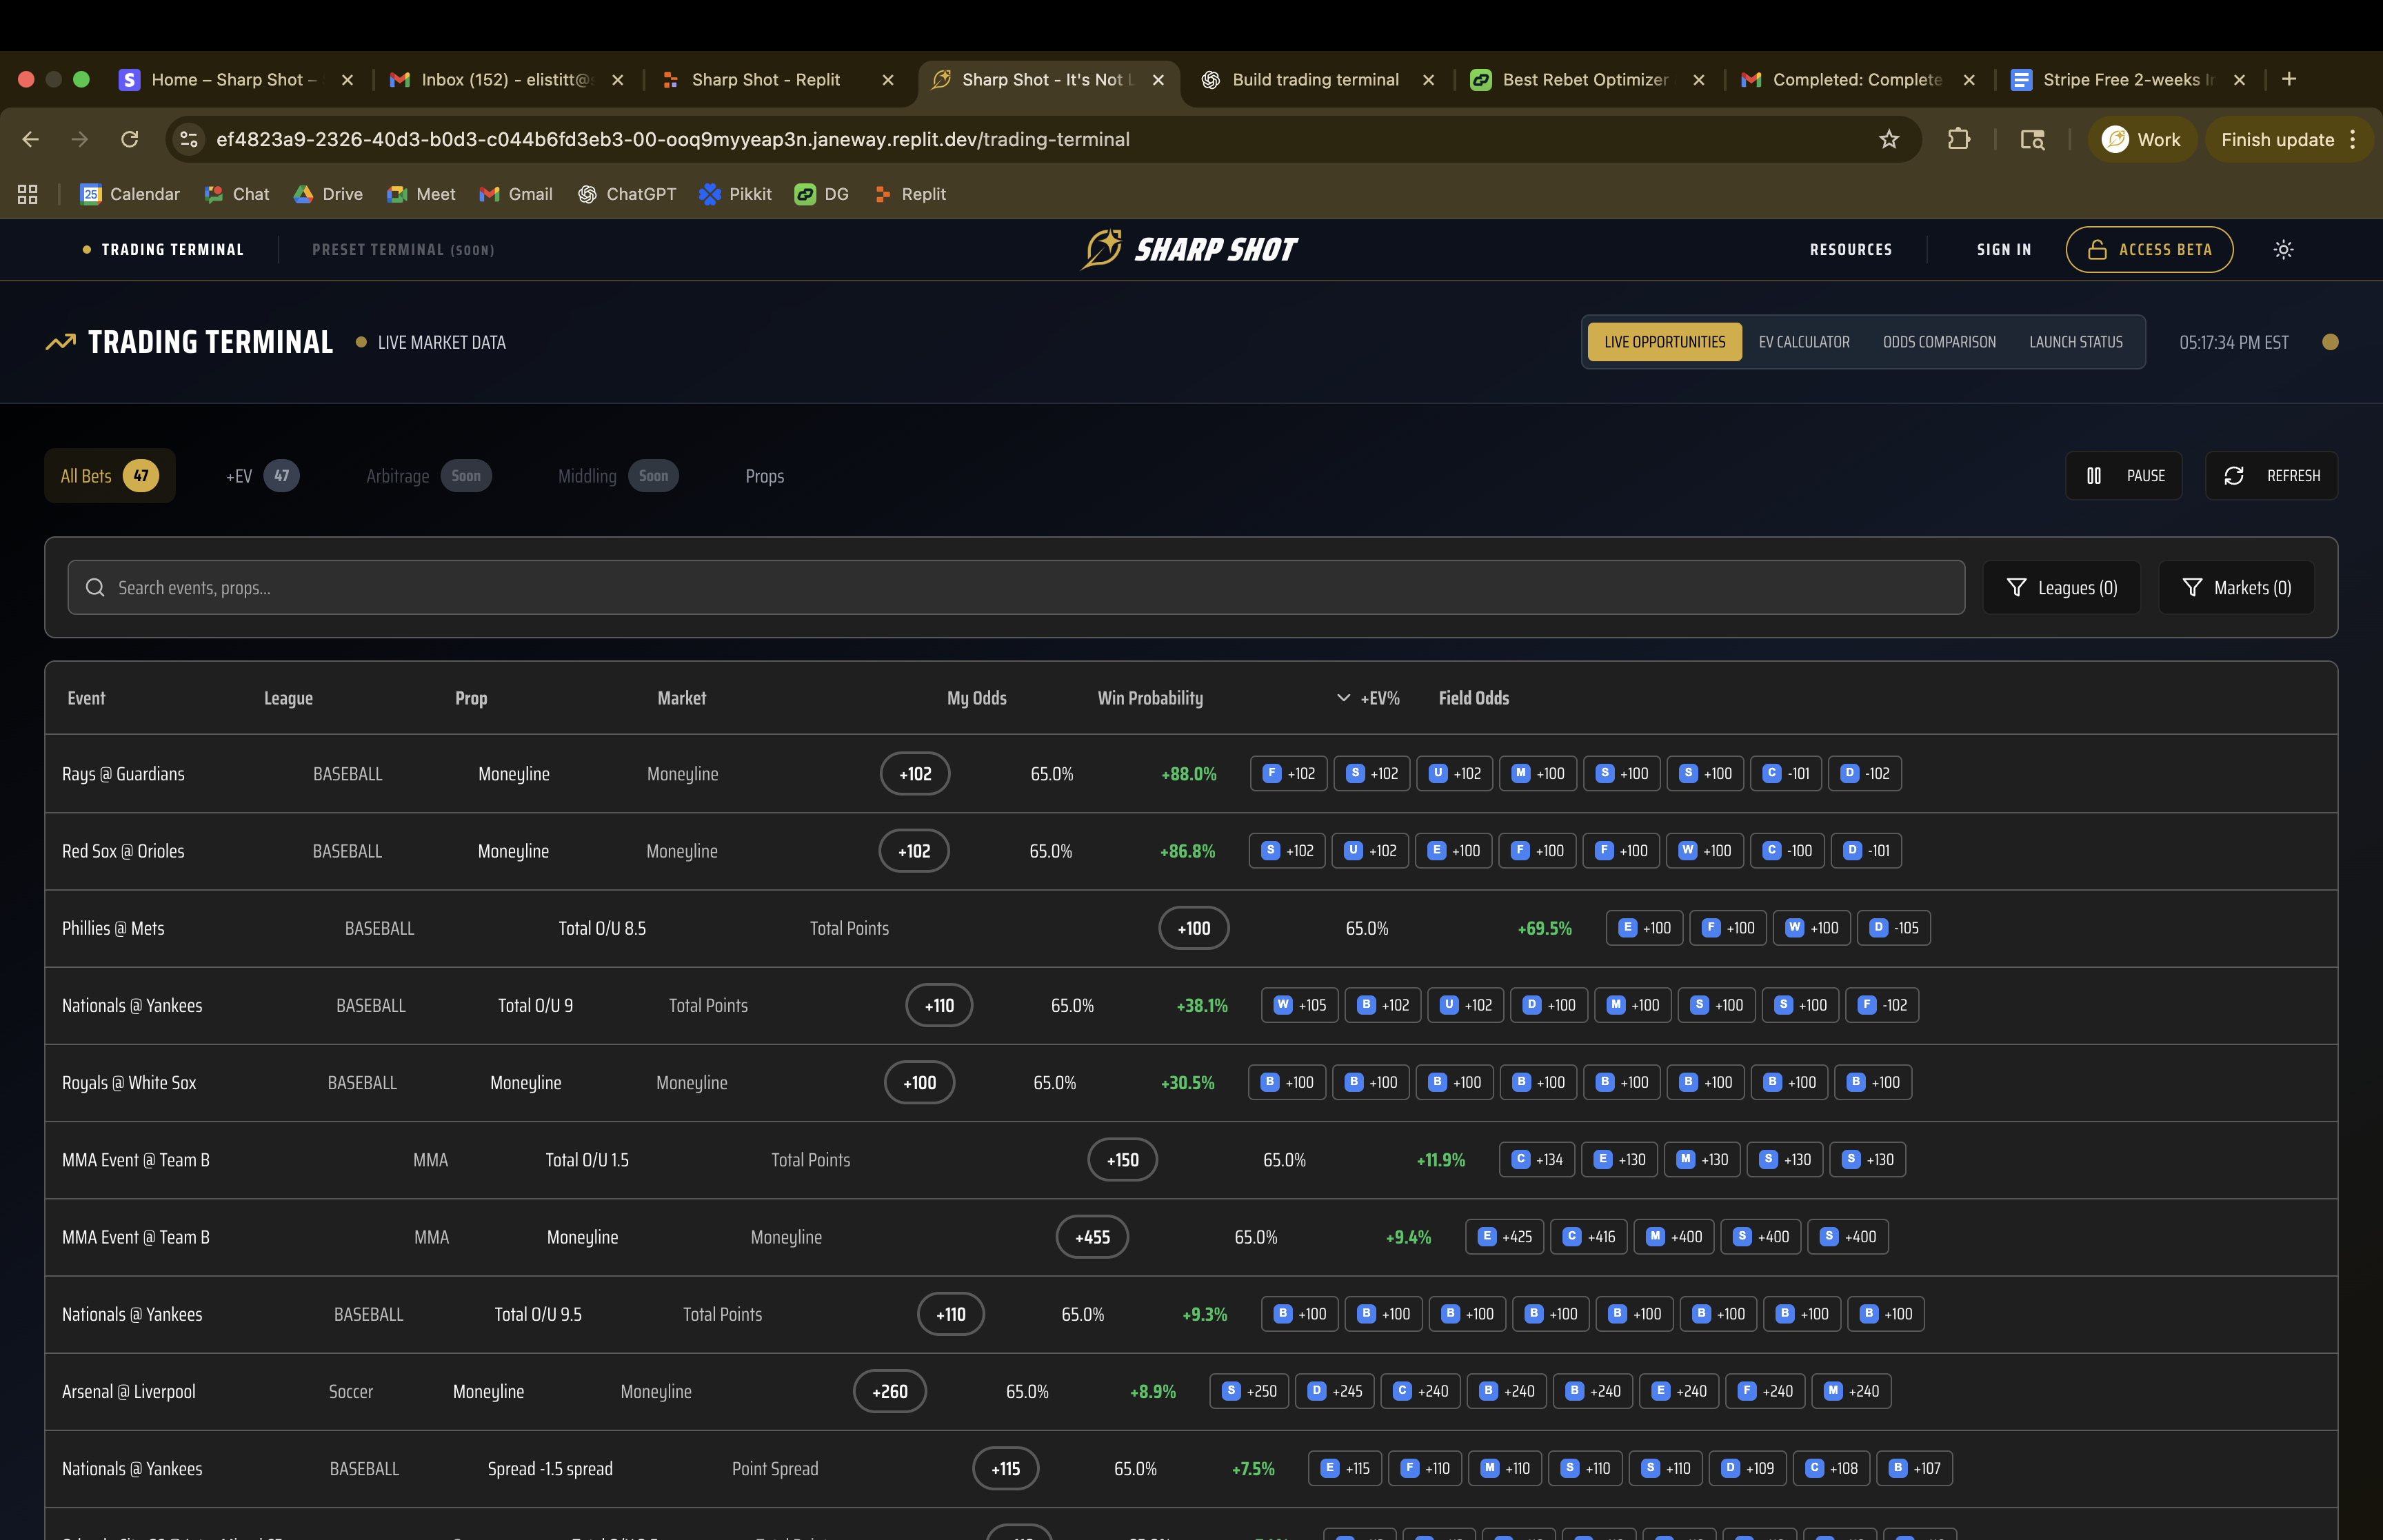 Home – Sharp Shot –
Inbox (152) - elistitt@
Sharp Shot - Replit
Sharp Shot - It's Not L
Build trading terminal
Best Rebet Optimizer
Completed: Complete
Stripe Free 2-weeks
ef4823a9-2326-40d3-b0d3-c044b6fd3eb3-00-ooq9myyeap3n.janeway.replit.dev/trading-terminal
Work
Finish update
25 Calendar Chat Drive Meet Gmail ChatGPT Pikkit DG Replit
TRADING TERMINAL PRESET TERMINAL (SOON) SHARP SHOT RESOURCES SIGN IN ACCESS BETA
TRADING TERMINAL LIVE MARKET DATA LIVE OPPORTUNITIES EV CALCULATOR ODDS COMPARISON LAUNCH STATUS 05:17:34 PM EST
All Bets 47 +EV 47 Arbitrage Soon Middling Soon Props PAUSE REFRESH
Search events, props... Leagues (0) Markets (0)
Event League Prop Market My Odds Win Probability +EV% Field Odds
Rays @ Guardians BASEBALL Moneyline Moneyline +102 65.0% +88.0% F +102 S +102 U +102 M +100 S +100 S +100 C -101 D -102
Red Sox @ Orioles BASEBALL Moneyline Moneyline +102 65.0% +86.8% S +102 U +102 E +100 F +100 F +100 W +100 C -100 D -101
Phillies @ Mets BASEBALL Total O/U 8.5 Total Points +100 65.0% +69.5% E +100 F +100 W +100 D -105
Nationals @ Yankees BASEBALL Total O/U 9 Total Points +110 65.0% +38.1% W +105 B +102 U +102 D +100 M +100 S +100 S +100 F -102
Royals @ White Sox BASEBALL Moneyline Moneyline +100 65.0% +30.5% B +100 B +100 B +100 B +100 B +100 B +100 B +100 B +100
MMA Event @ Team B MMA Total O/U 1.5 Total Points +150 65.0% +11.9% C +134 E +130 M +130 S +130 S +130
MMA Event @ Team B MMA Moneyline Moneyline +455 65.0% +9.4% E +425 C +416 M +400 S +400 S +400
Nationals @ Yankees BASEBALL Total O/U 9.5 Total Points +110 65.0% +9.3% B +100 B +100 B +100 B +100 B +100 B +100 B +100 B +100
Arsenal @ Liverpool Soccer Moneyline Moneyline +260 65.0% +8.9% S +250 D +245 C +240 B +240 B +240 E +240 F +240 M +240
Nationals @ Yankees BASEBALL Spread -1.5 spread Point Spread +115 65.0% +7.5% E +115 F +110 M +110 S +110 S +110 D +109 C +108 B +107